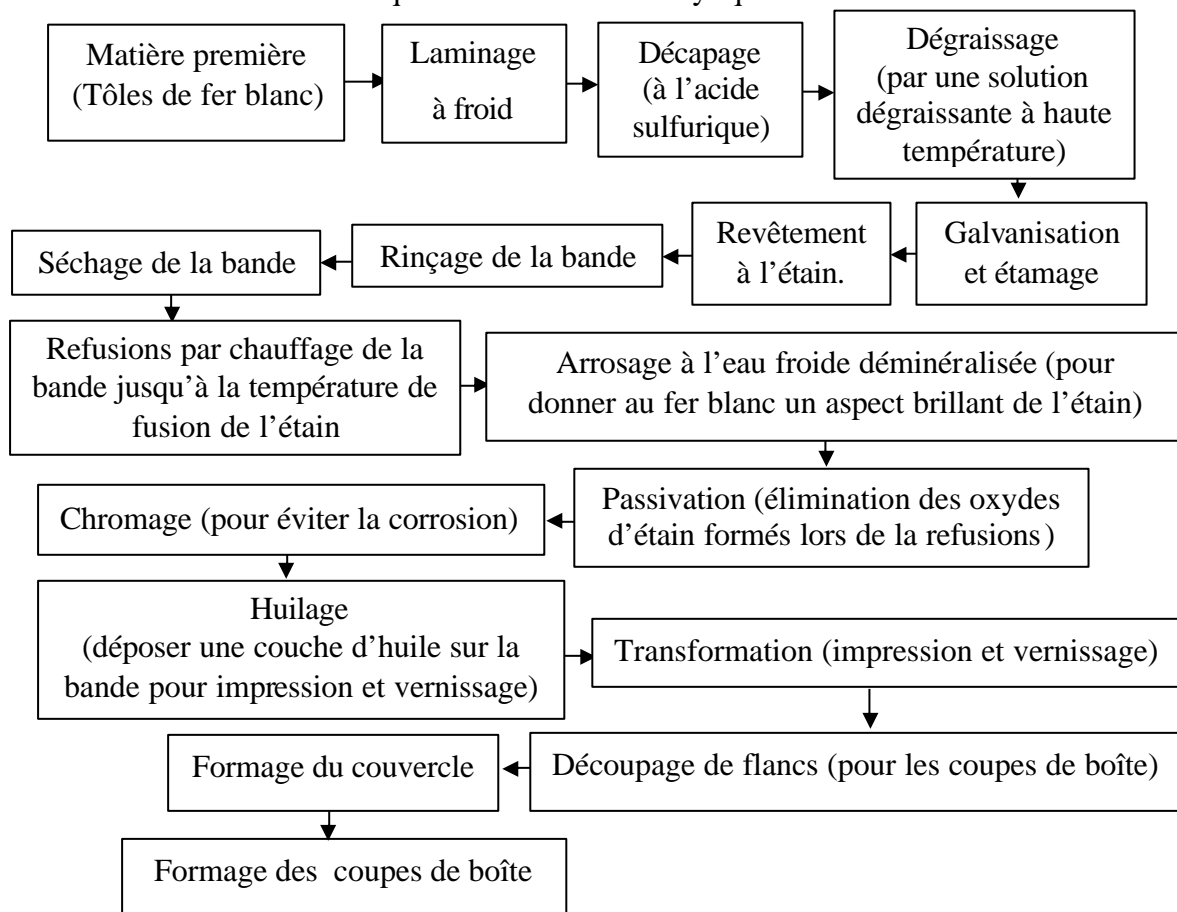 Matière première
(Tôles de fer blanc)
Laminage
à froid
Décapage
(à l’acide
sulfurique)
Dégraissage
(par une solution
dégraissante à haute
température)
Galvanisation
et étamage
Revêtement
à l’étain.
Rinçage de la bande
Séchage de la bande
Refusions par chauffage de la
bande jusqu’à la température de
fusion de l’étain
Arrosage à l’eau froide déminéralisée (pour
donner au fer blanc un aspect brillant de l’étain)
Passivation (élimination des oxydes
d’étain formés lors de la refusions)
Chromage (pour éviter la corrosion)
Huilage
(déposer une couche d’huile sur la
bande pour impression et vernissage)
Transformation (impression et vernissage)
Découpage de flancs (pour les coupes de boîte)
Formage du couvercle
Formage des coupes de boîte